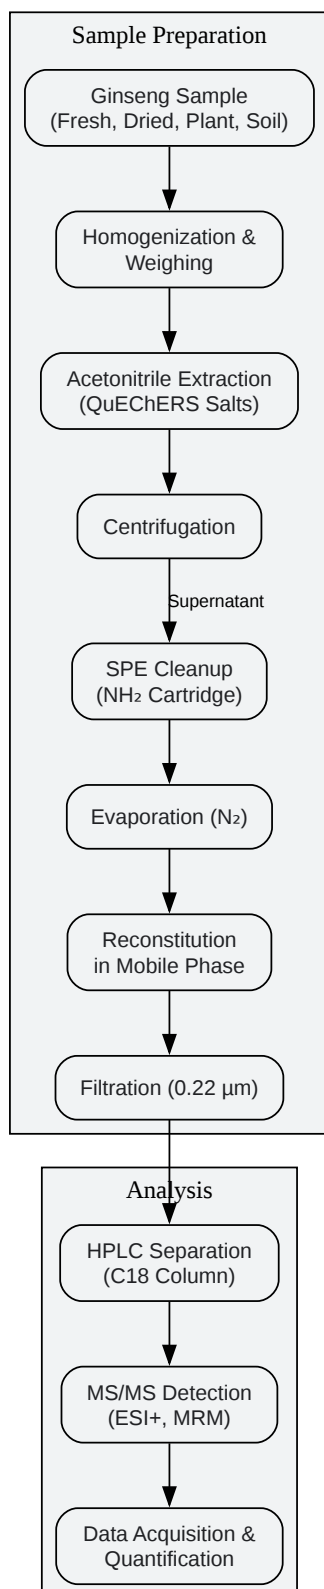 Sample Preparation
Ginseng Sample
(Fresh, Dried, Plant, Soil)
Homogenization &
Weighing
Acetonitrile Extraction
(QuEChERS Salts)
Centrifugation
Supernatant
SPE Cleanup
(NH₂ Cartridge)
Evaporation (N₂)
Reconstitution
in Mobile Phase
Filtration (0.22 µm)
Analysis
HPLC Separation
(C18 Column)
MS/MS Detection
(ESI+, MRM)
Data Acquisition &
Quantification